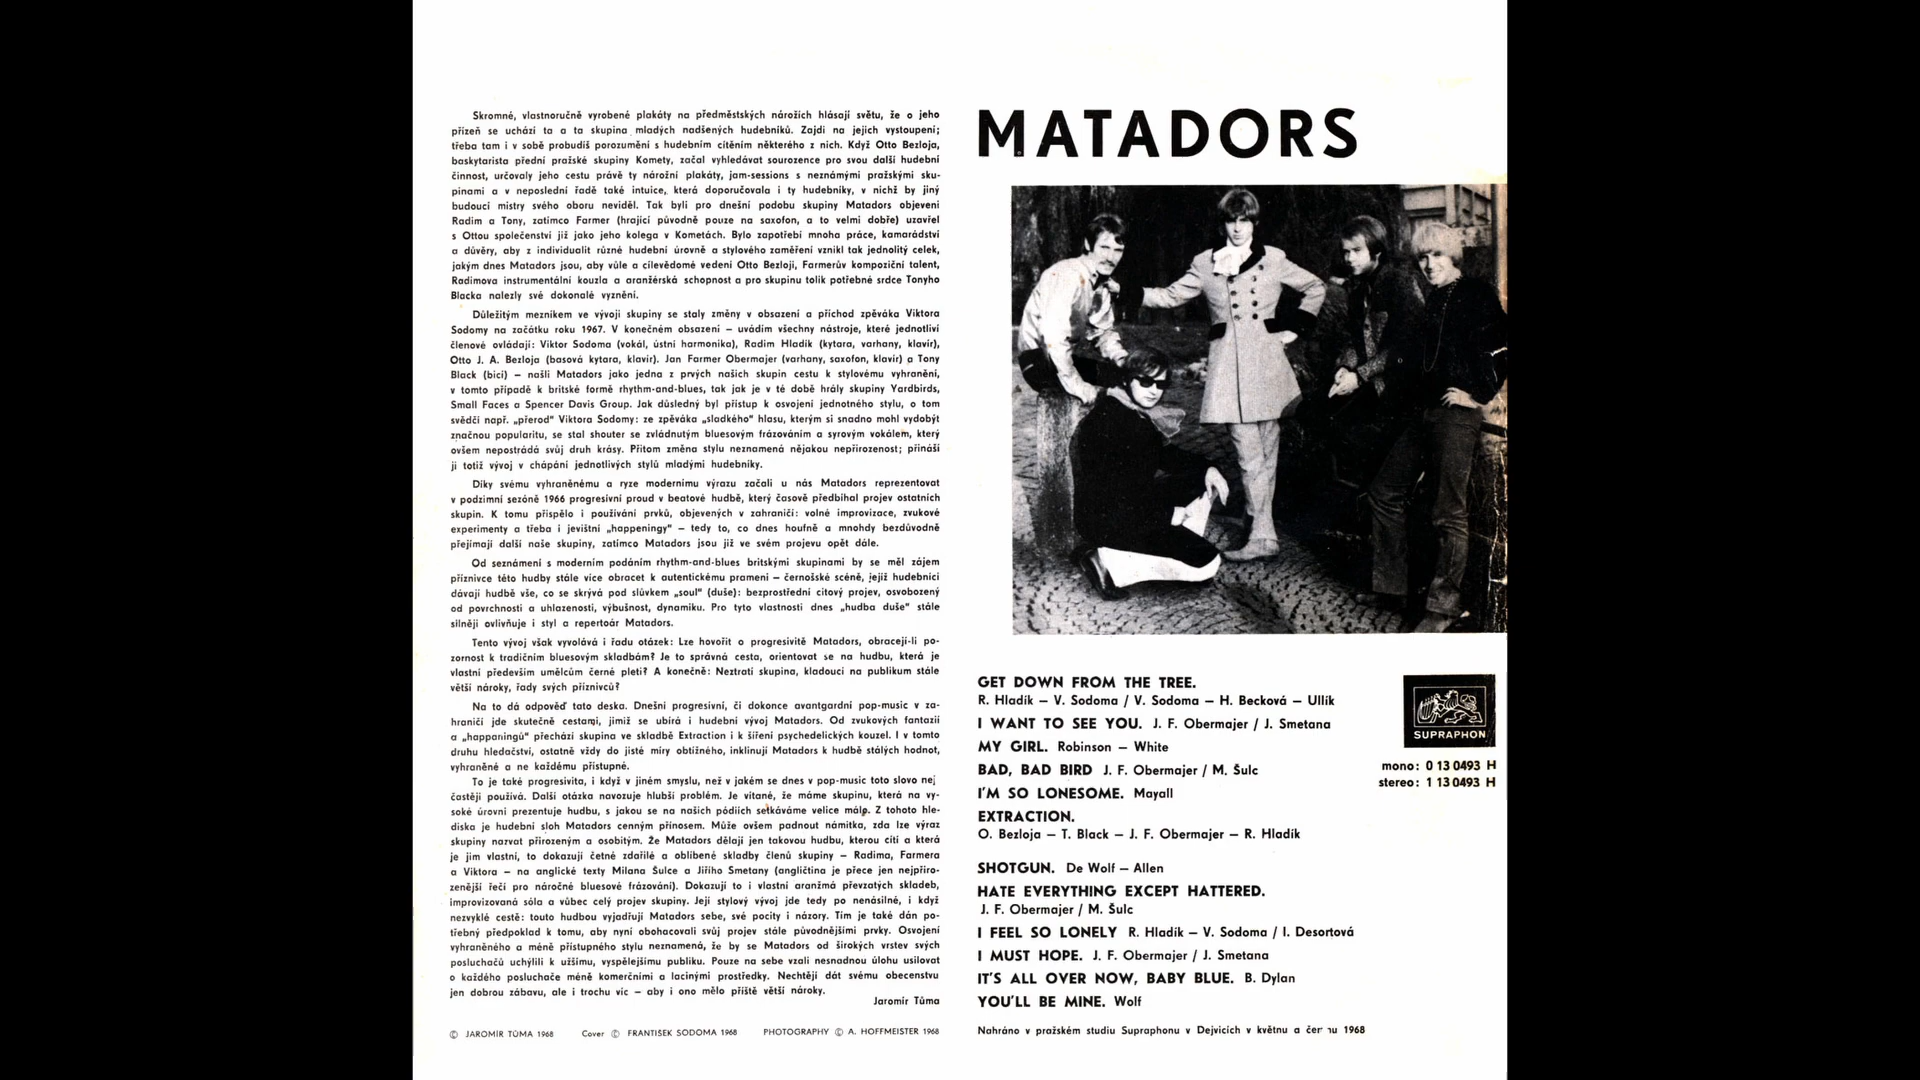 Skromné, vlastnoručně vyrobené plakáty na předměstských nárožích hlásají světu, že o jeho
přízeň se uchází ta a ta skupina mladých nadšených hudebníků. Zajdi na jejich vystoupení;
třeba tam i v sobě probudíš porozumění s hudebním cítěním některého z nich. Když Otto Bezloja,
baskytarista přední pražské skupiny Komety, začal vyhledávat sourozence pro svou další hudební
činnost, určovaly jeho cestu právě ty nárožní plakáty, jam-sessions s neznámými pražskými sku-
pinami a v neposlední řadě také intuice, která doporučovala i ty hudebníky, v nichž by jiný
budoucí mistry svého oboru neviděl. Tak byli pro dnešní podobu skupiny Matadors objeveni
Radim a Tony, zatímco Farmer (hrající původně pouze na saxofon, a to velmi dobře) uzavřel
s Ottou společenství již jako jeho kolega v Kometách. Bylo zapotřebí mnoha práce, kamarádství
a důvěry, aby z individualit různé hudební úrovně a stylového zaměření vznikl tak jednolitý celek,
jakým dnes Matadors jsou, aby vůle a cílevědomé vedení Otto Bezloji, Farmerův kompoziční talent,
Radimova instrumentální kouzla a aranžérská schopnost a pro skupinu tolik potřebné srdce Tonyho
Blacka nalezly své dokonalé vyznění.
Důležitým mezníkem ve vývoji skupiny se staly změny v obsazení a příchod zpěváka Viktora
Sodomy na začátku roku 1967. V konečném obsazení – uvádím všechny nástroje, které jednotliví
členové ovládají: Viktor Sodoma (vokál, ústní harmonika), Radim Hladík (kytara, varhany, klavír),
Otto J. A. Bezloja (basová kytara, klavír). Jan Farmer Obermajer (varhany, saxofon, klavír) a Tony
Black (bicí) – našli Matadors jako jedna z prvých našich skupin cestu k stylovému vyhranění,
v tomto případě k britské formě rhythm-and-blues, tak jak je v té době hrály skupiny Yardbirds,
Small Faces a Spencer Davis Group. Jak důsledný byl přístup k osvojení jednotného stylu, o tom
svědčí např. „přerod“ Viktora Sodomy: ze zpěváka „sladkého“ hlasu, kterým si snadno mohl vydobýt
značnou popularitu, se stal shouter se zvládnutým bluesovým frázováním a syrovým vokálem, který
ovšem nepostrádá svůj druh krásy. Přitom změna stylu neznamená nějakou nepřirozenost; přináší
ji totiž vývoj v chápání jednotlivých stylů mladými hudebníky.
Díky svému vyhraněnému a ryze modernímu výrazu začali u nás Matadors reprezentovat
v podzimní sezóně 1966 progresívní proud v beatové hudbě, který časově předbíhal projev ostatních
skupin. K tomu přispělo i používání prvků, objevených v zahraničí: volné improvizace, zvukové
experimenty a třeba i jevištní „happeningy“ – tedy to, co dnes houfně a mnohdy bezdůvodně
přejímají další naše skupiny, zatímco Matadors jsou již ve svém projevu opět dále.
Od seznámení s moderním podáním rhythm-and-blues britskými skupinami by se měl zájem
příznivce této hudby stále více obracet k autentickému prameni – černošské scéně, jejíž hudebníci
dávají hudbě vše, co se skrývá pod slůvkem „soul“ (duše): bezprostřední citový projev, osvobozený
od povrchnosti a uhlazenosti, výbušnost, dynamiku. Pro tyto vlastnosti dnes „hudba duše“ stále
silněji ovlivňuje i styl a repertoár Matadors.
Tento vývoj však vyvolává i řadu otázek: Lze hovořit o progresivitě Matadors, obracejí-li po-
zornost k tradičním bluesovým skladbám? Je to správná cesta, orientovat se na hudbu, která je
vlastní především umělcům černé pleti? A konečně: Neztratí skupina, kladoucí na publikum stále
větší nároky, řady svých příznivců?
Na to dá odpověď tato deska. Dnešní progresívní, či dokonce avantgardní pop-music v za-
hraničí jde skutečně cestami, jimiž se ubírá i hudební vývoj Matadors. Od zvukových fantazií
a „happaningů“ přechází skupina ve skladbě Extraction i k šíření psychedelických kouzel. I v tomto
druhu hledačství, ostatně vždy do jisté míry obtížného, inklinují Matadors k hudbě stálých hodnot,
vyhraněné a ne každému přístupné.
To je také progresivita, i když v jiném smyslu, než v jakém se dnes v pop-music toto slovo nej
častěji používá. Další otázka navozuje hlubší problém. Je vítané, že máme skupinu, která na vy-
soké úrovni prezentuje hudbu, s jakou se na našich pódiích setkáváme velice málo. Z tohoto hle-
diska je hudební sloh Matadors cenným přínosem. Může ovšem padnout námitka, zda lze výraz
skupiny nazvat přirozeným a osobitým. Že Matadors dělají jen takovou hudbu, kterou cítí a která
je jim vlastní, to dokazují četné zdařilé a oblíbené skladby členů skupiny – Radima, Farmera
a Viktora – na anglické texty Milana Šulce a Jiřího Smetany (angličtina je přece jen nejpřiro-
zenější řečí pro náročné bluesové frázování). Dokazují to i vlastní aranžmá převzatých skladeb,
improvizovaná sóla a vůbec celý projev skupiny. Její stylový vývoj jde tedy po nenásilné, i když
nezvyklé cestě: touto hudbou vyjadřují Matadors sebe, své pocity i názory. Tím je také dán po-
třebný předpoklad k tomu, aby nyní obohacovali svůj projev stále původnějšími prvky. Osvojení
vyhraněného a méně přístupného stylu neznamená, že by se Matadors od širokých vrstev svých
posluchačů uchýlili k užšímu, vyspělejšímu publiku. Pouze na sebe vzali nesnadnou úlohu usilovat
o každého posluchače méně komerčními a lacinými prostředky. Nechtějí dát svému obecenstvu
jen dobrou zábavu, ale i trochu víc – aby i ono mělo příště větší nároky.
Jaromír Tůma
© JAROMÍR TŮMA 1968 Cover © FRANTIŠEK SODOMA 1968 PHOTOGRAPHY © A. HOFFMEISTER 1968
MATADORS
GET DOWN FROM THE TREE.
R. Hladík – V. Sodoma / V. Sodoma – H. Becková – Ullík
I WANT TO SEE YOU. J. F. Obermajer / J. Smetana
MY GIRL. Robinson – White
BAD, BAD BIRD J. F. Obermajer / M. Šulc
I'M SO LONESOME. Mayall
EXTRACTION.
O. Bezloja – T. Black – J. F. Obermajer – R. Hladík
SHOTGUN. De Wolf – Allen
HATE EVERYTHING EXCEPT HATTERED.
J. F. Obermajer / M. Šulc
I FEEL SO LONELY R. Hladík – V. Sodoma / I. Desortová
I MUST HOPE. J. F. Obermajer / J. Smetana
IT'S ALL OVER NOW, BABY BLUE. B. Dylan
YOU'LL BE MINE. Wolf
Nahráno v pražském studiu Supraphonu v Dejvicích v květnu a 1968
SUPRAPHON
mono: 0 13 0493 H
stereo: 1 13 0493 H